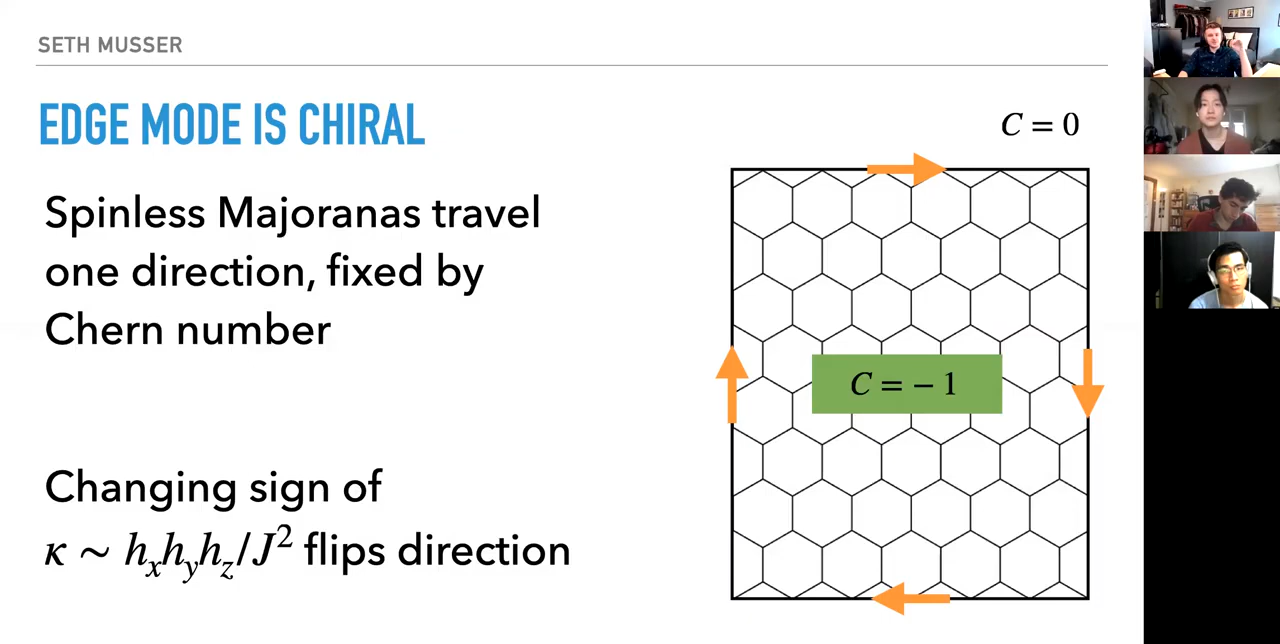 SETH MUSSER
EDGE MODE IS CHIRAL
C = 0
Spinless Majoranas travel
one direction, fixed by
Chern number
C = − 1
Changing sign of
κ ∼ hₓhᵧh_z/J² flips direction